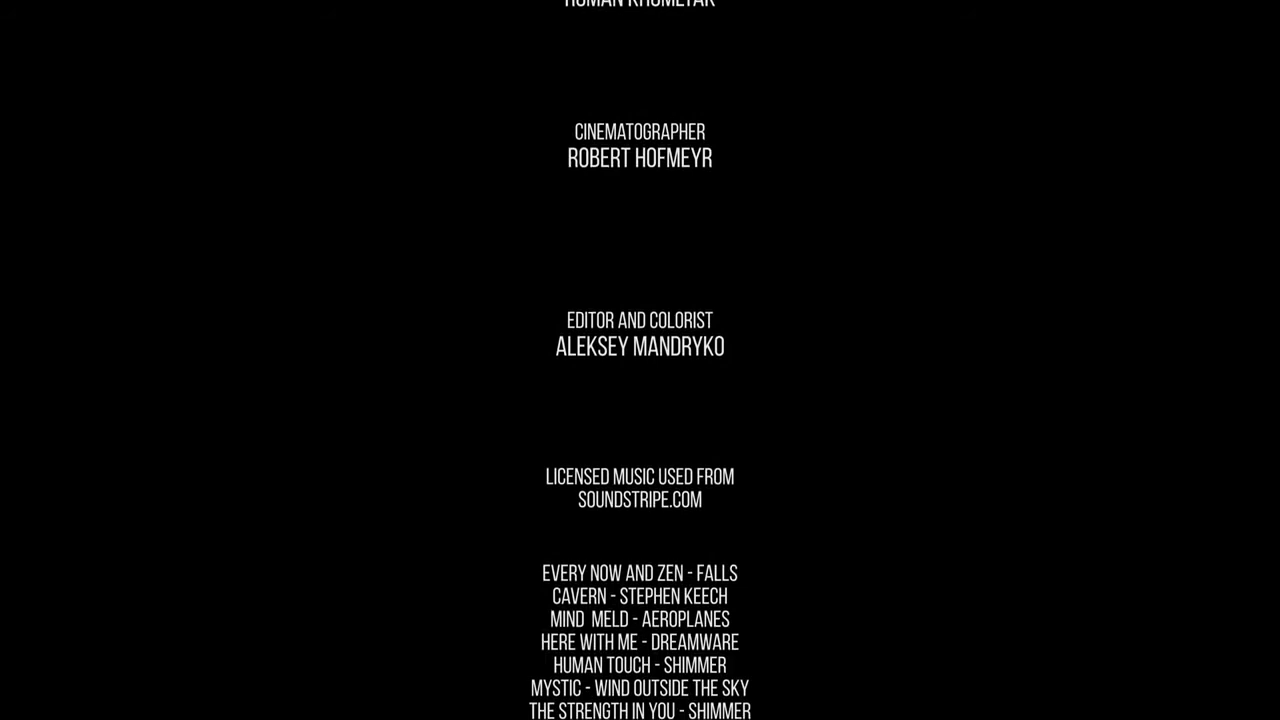 CINEMATOGRAPHER
ROBERT HOFMEYR
EDITOR AND COLORIST
ALEKSEY MANDRYKO
LICENSED MUSIC USED FROM
SOUNDSTRIPE.COM
EVERY NOW AND ZEN - FALLS
CAVERN - STEPHEN KEECH
MIND MELD - AEROPLANES
HERE WITH ME - DREAMWARE
HUMAN TOUCH - SHIMMER
MYSTIC - WIND OUTSIDE THE SKY
THE STRENGTH IN YOU - SHIMMER